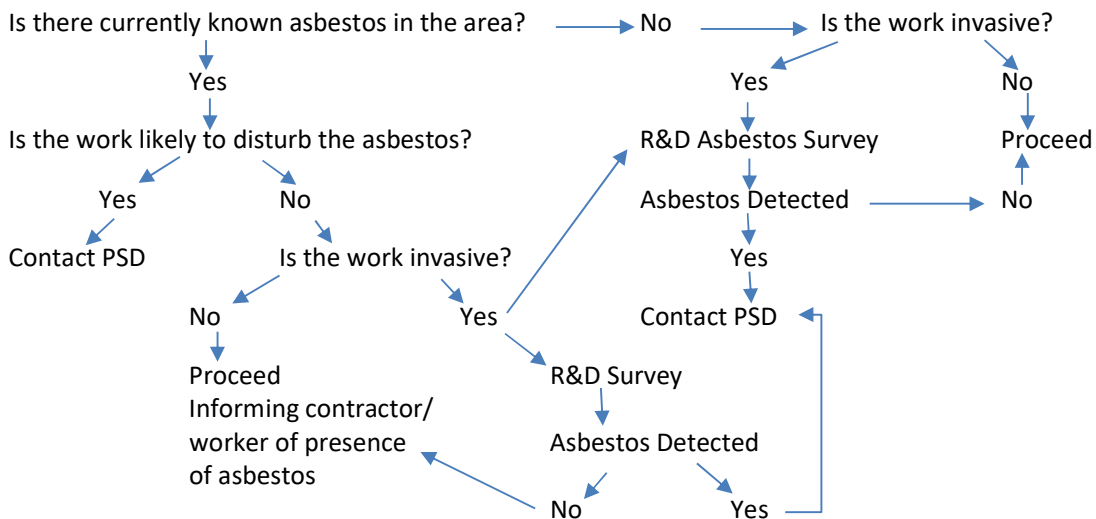 Is there currently known asbestos in the area?
No
Is the work invasive?
Yes
Yes
No
Is the work likely to disturb the asbestos?
R&D Asbestos Survey
Proceed
Yes
No
Asbestos Detected
No
Contact PSD
Is the work invasive?
Yes
No
Yes
Contact PSD
Proceed
Informing contractor/
worker of presence
of asbestos
R&D Survey
Asbestos Detected
No
Yes